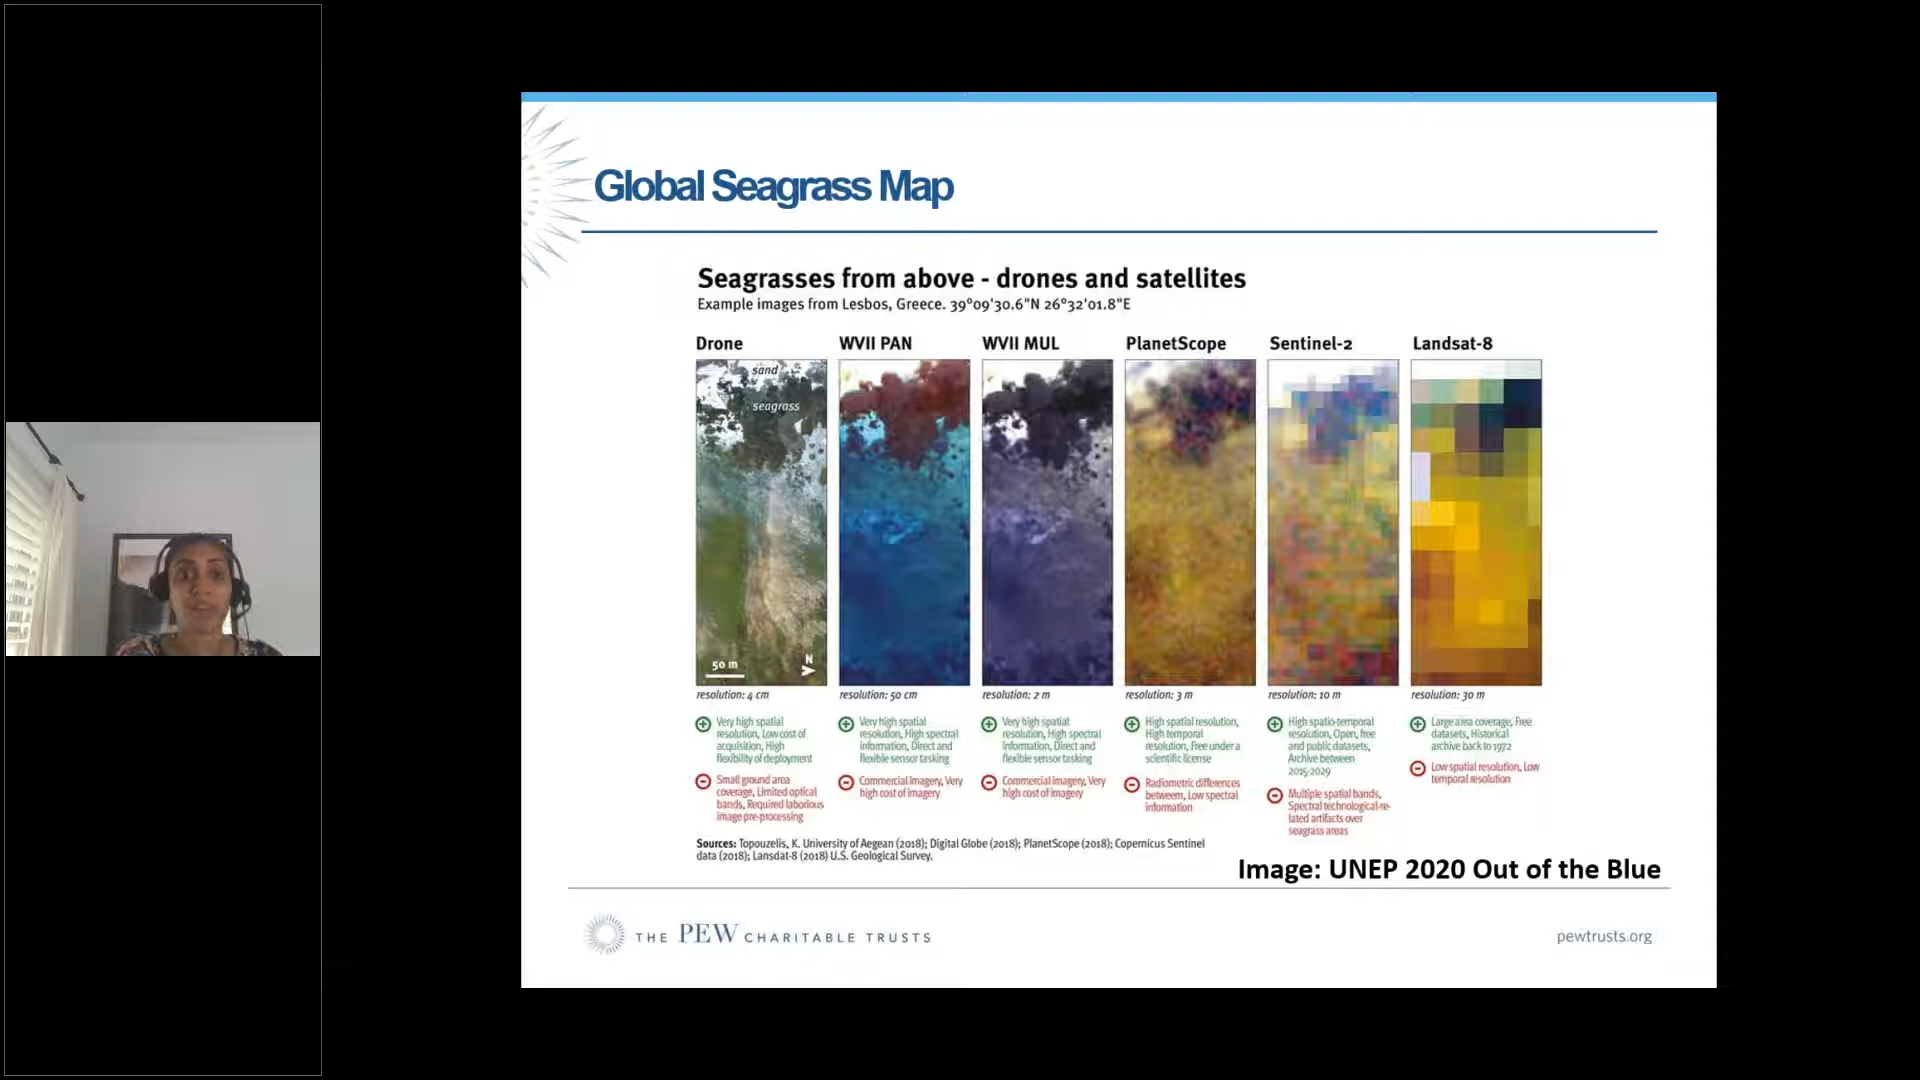 Global Seagrass Map
Seagrasses from above - drones and satellites
Example images from Lesbos, Greece. 39°09'30.6"N 26°32'01.8"E
Drone
sand
seagrass
50 m
N
resolution: 4 cm
Very high spatial
resolution, Low cost of
acquisition, High
flexibility of deployment
Small ground area
coverage, Limited optical
bands, Required laborious
image pre-processing
WVII PAN
resolution: 50 cm
Very high spatial
resolution, High spectral
information, Direct and
flexible sensor tasking
Commercial imagery, Very
high cost of imagery
WVII MUL
resolution: 2 m
Very high spatial
resolution, High spectral
information, Direct and
flexible sensor tasking
Commercial imagery, Very
high cost of imagery
PlanetScope
resolution: 3 m
High spatial resolution,
High temporal
resolution, Free under a
scientific license
Radiometric differences
betweem, Low spectral
information
Sentinel-2
resolution: 10 m
High spatio-temporal
resolution, Open, free
and public datasets,
Archive between
2015-2029
Multiple spatial bands,
Spectral technological-re-
lated artifacts over
seagrass areas
Landsat-8
resolution: 30 m
Large area coverage, Free
datasets, Historical
archive back to 1972
Low spatial resolution, Low
temporal resolution
Sources: Topouzelis, K. University of Aegean (2018); Digital Globe (2018); PlanetScope (2018); Copernicus Sentinel
data (2018); Lansdat-8 (2018) U.S. Geological Survey.
Image: UNEP 2020 Out of the Blue
THE PEW CHARITABLE TRUSTS
pewtrusts.org